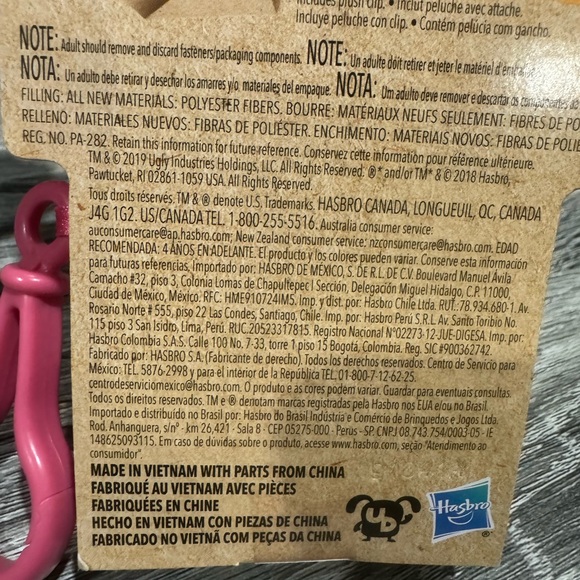 Includes plush clip. • Inclut peluche avec attache.
Incluye peluche con clip. • Contém pelúcia com gancho.
NOTE: Adult should remove and discard fasteners/packaging components. NOTE: Un adulte doit retirer et jeter le matériel
NOTA: Un adulto debe retirar y desechar los amarres y/o materiales del empaque. NOTA: Um adulto deve remover e descartar os
FILLING: ALL NEW MATERIALS: POLYESTER FIBERS. BOURRE: MATÉRIAUX NEUFS SEULEMENT: FIBRES DE
RELLENO: MATERIALES NUEVOS: FIBRAS DE POLIÉSTER. ENCHIMENTO: MATERIAIS NOVOS: FIBRAS DE
REG. NO. PA-282. Retain this information for future reference. Conservez cette information pour référence ultérieure.
TM & © 2019 Ugly Industries Holdings, LLC. All Rights Reserved. ®* and/or TM* & © 2018 Hasbro,
Pawtucket, RI 02861-1059 USA. All Rights Reserved.
Tous droits réservés. TM & ® denote U.S. Trademarks. HASBRO CANADA, LONGUEUIL, QC, CANADA
J4G 1G2. US/CANADA TEL. 1-800-255-5516. Australia consumer service:
auconsumercare@ap.hasbro.com; New Zealand consumer service: nzconsumercare@hasbro.com. EDAD
RECOMENDADA: 4 AÑOS EN ADELANTE. El producto y los colores pueden variar. Conserve esta información
para futuras referencias. Importado por: HASBRO DE MÉXICO, S. DE R.L. DE C.V. Boulevard Manuel Ávila
Camacho #32, piso 3, Colonia Lomas de Chapultepec I Sección, Delegación Miguel Hidalgo, C.P. 11000,
Ciudad de México, México. RFC: HME910724IM5. Imp. y dist. por: Hasbro Chile Ltda. RUT.:78.934.680-1. Av.
Rosario Norte # 555, piso 22 Las Condes, Santiago, Chile. Imp. por: Hasbro Perú S.R.L. Av. Santo Toribio No.
115 piso 3 San Isidro, Lima, Perú. RUC.20523317815. Registro Nacional N°02273-12-JUE-DIGESA. Imp. por:
Hasbro Colombia S.A.S. Calle 100 No. 7-33, torre 1 piso 15 Bogotá, Colombia. Reg. SIC #900362742.
Fabricado por: HASBRO S.A. (Fabricante de derecho). Todos los derechos reservados. Centro de Servicio para
México: TEL. 5876-2998 y para el interior de la República TEL. 01-800-7-12-62-25.
centrodeserviciomexico@hasbro.com. O produto e as cores podem variar. Guardar para eventuais consultas.
Todos os direitos reservados. TM e ® denotam marcas registradas pela Hasbro nos EUA e/ou no Brasil.
Importado e distribuído no Brasil por: Hasbro do Brasil Indústria e Comércio de Brinquedos e Jogos Ltda.
Rod. Anhanguera, s/nº - km 26,421 - Sala 8 - CEP 05275-000 - Perus - SP. CNPJ 08.743.754/0003-05 - IE
148625093115. Em caso de dúvidas sobre o produto, acesse www.hasbro.com, seção "Atendimento ao
consumidor".
MADE IN VIETNAM WITH PARTS FROM CHINA
FABRIQUÉ AU VIETNAM AVEC PIÈCES
FABRIQUÉES EN CHINE
HECHO EN VIETNAM CON PIEZAS DE CHINA
FABRICADO NO VIETNÃ COM PEÇAS DA CHINA
UD
Hasbro
®